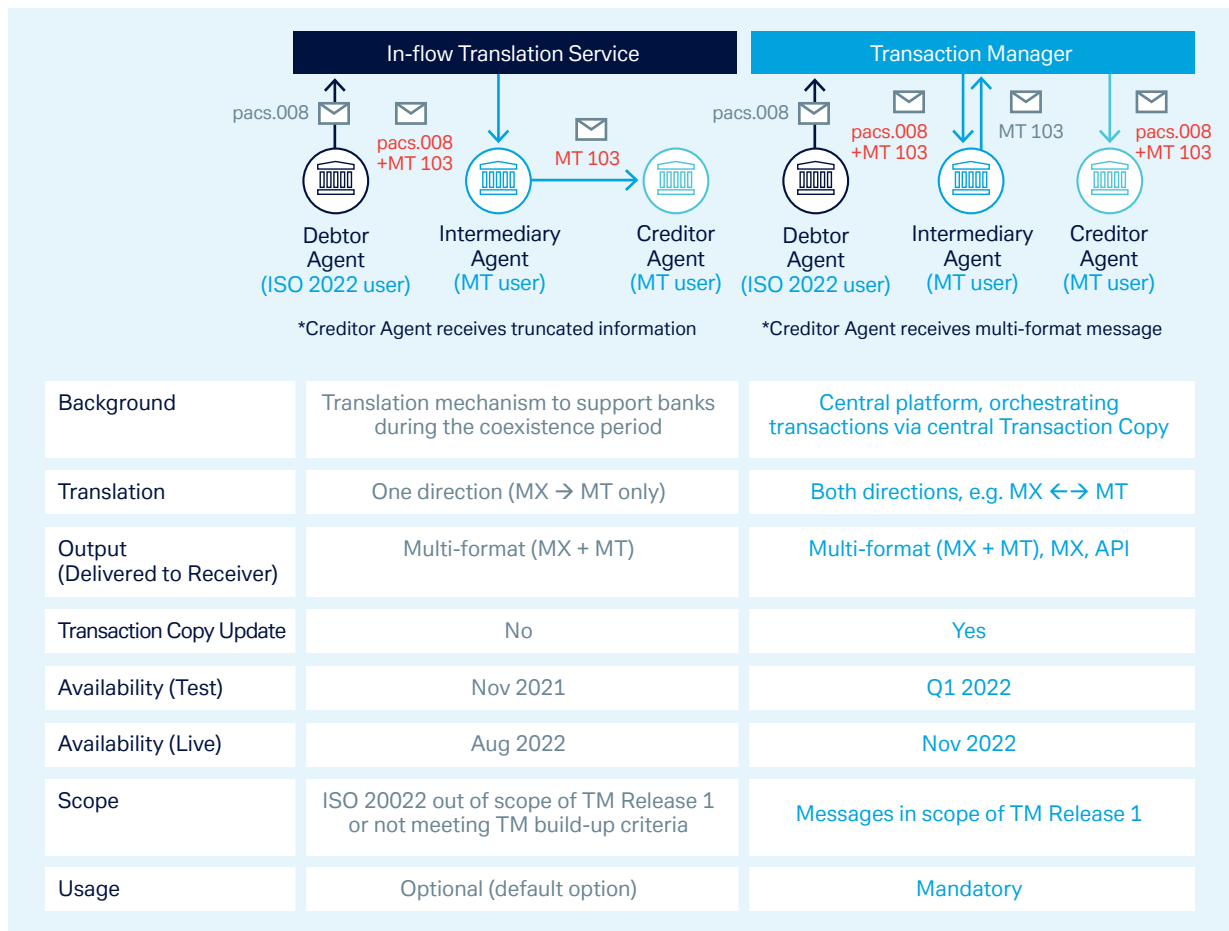 In-flow Translation Service
Transaction Manager
pacs.008
pacs.008
+MT 103
MT 103
pacs.008
pacs.008
+MT 103
MT 103
pacs.008
+MT 103
Debtor
Agent
(ISO 2022 user)
Intermediary
Agent
(MT user)
Creditor
Agent
(MT user)
Debtor
Agent
(ISO 2022 user)
Intermediary
Agent
(MT user)
Creditor
Agent
(MT user)
*Creditor Agent receives truncated information
*Creditor Agent receives multi-format message
Background
Translation mechanism to support banks
during the coexistence period
Central platform, orchestrating
transactions via central Transaction Copy
Translation
One direction (MX → MT only)
Both directions, e.g. MX ←→ MT
Output
(Delivered to Receiver)
Multi-format (MX + MT)
Multi-format (MX + MT), MX, API
Transaction Copy Update
No
Yes
Availability (Test)
Nov 2021
Q1 2022
Availability (Live)
Aug 2022
Nov 2022
Scope
ISO 20022 out of scope of TM Release 1
or not meeting TM build-up criteria
Messages in scope of TM Release 1
Usage
Optional (default option)
Mandatory